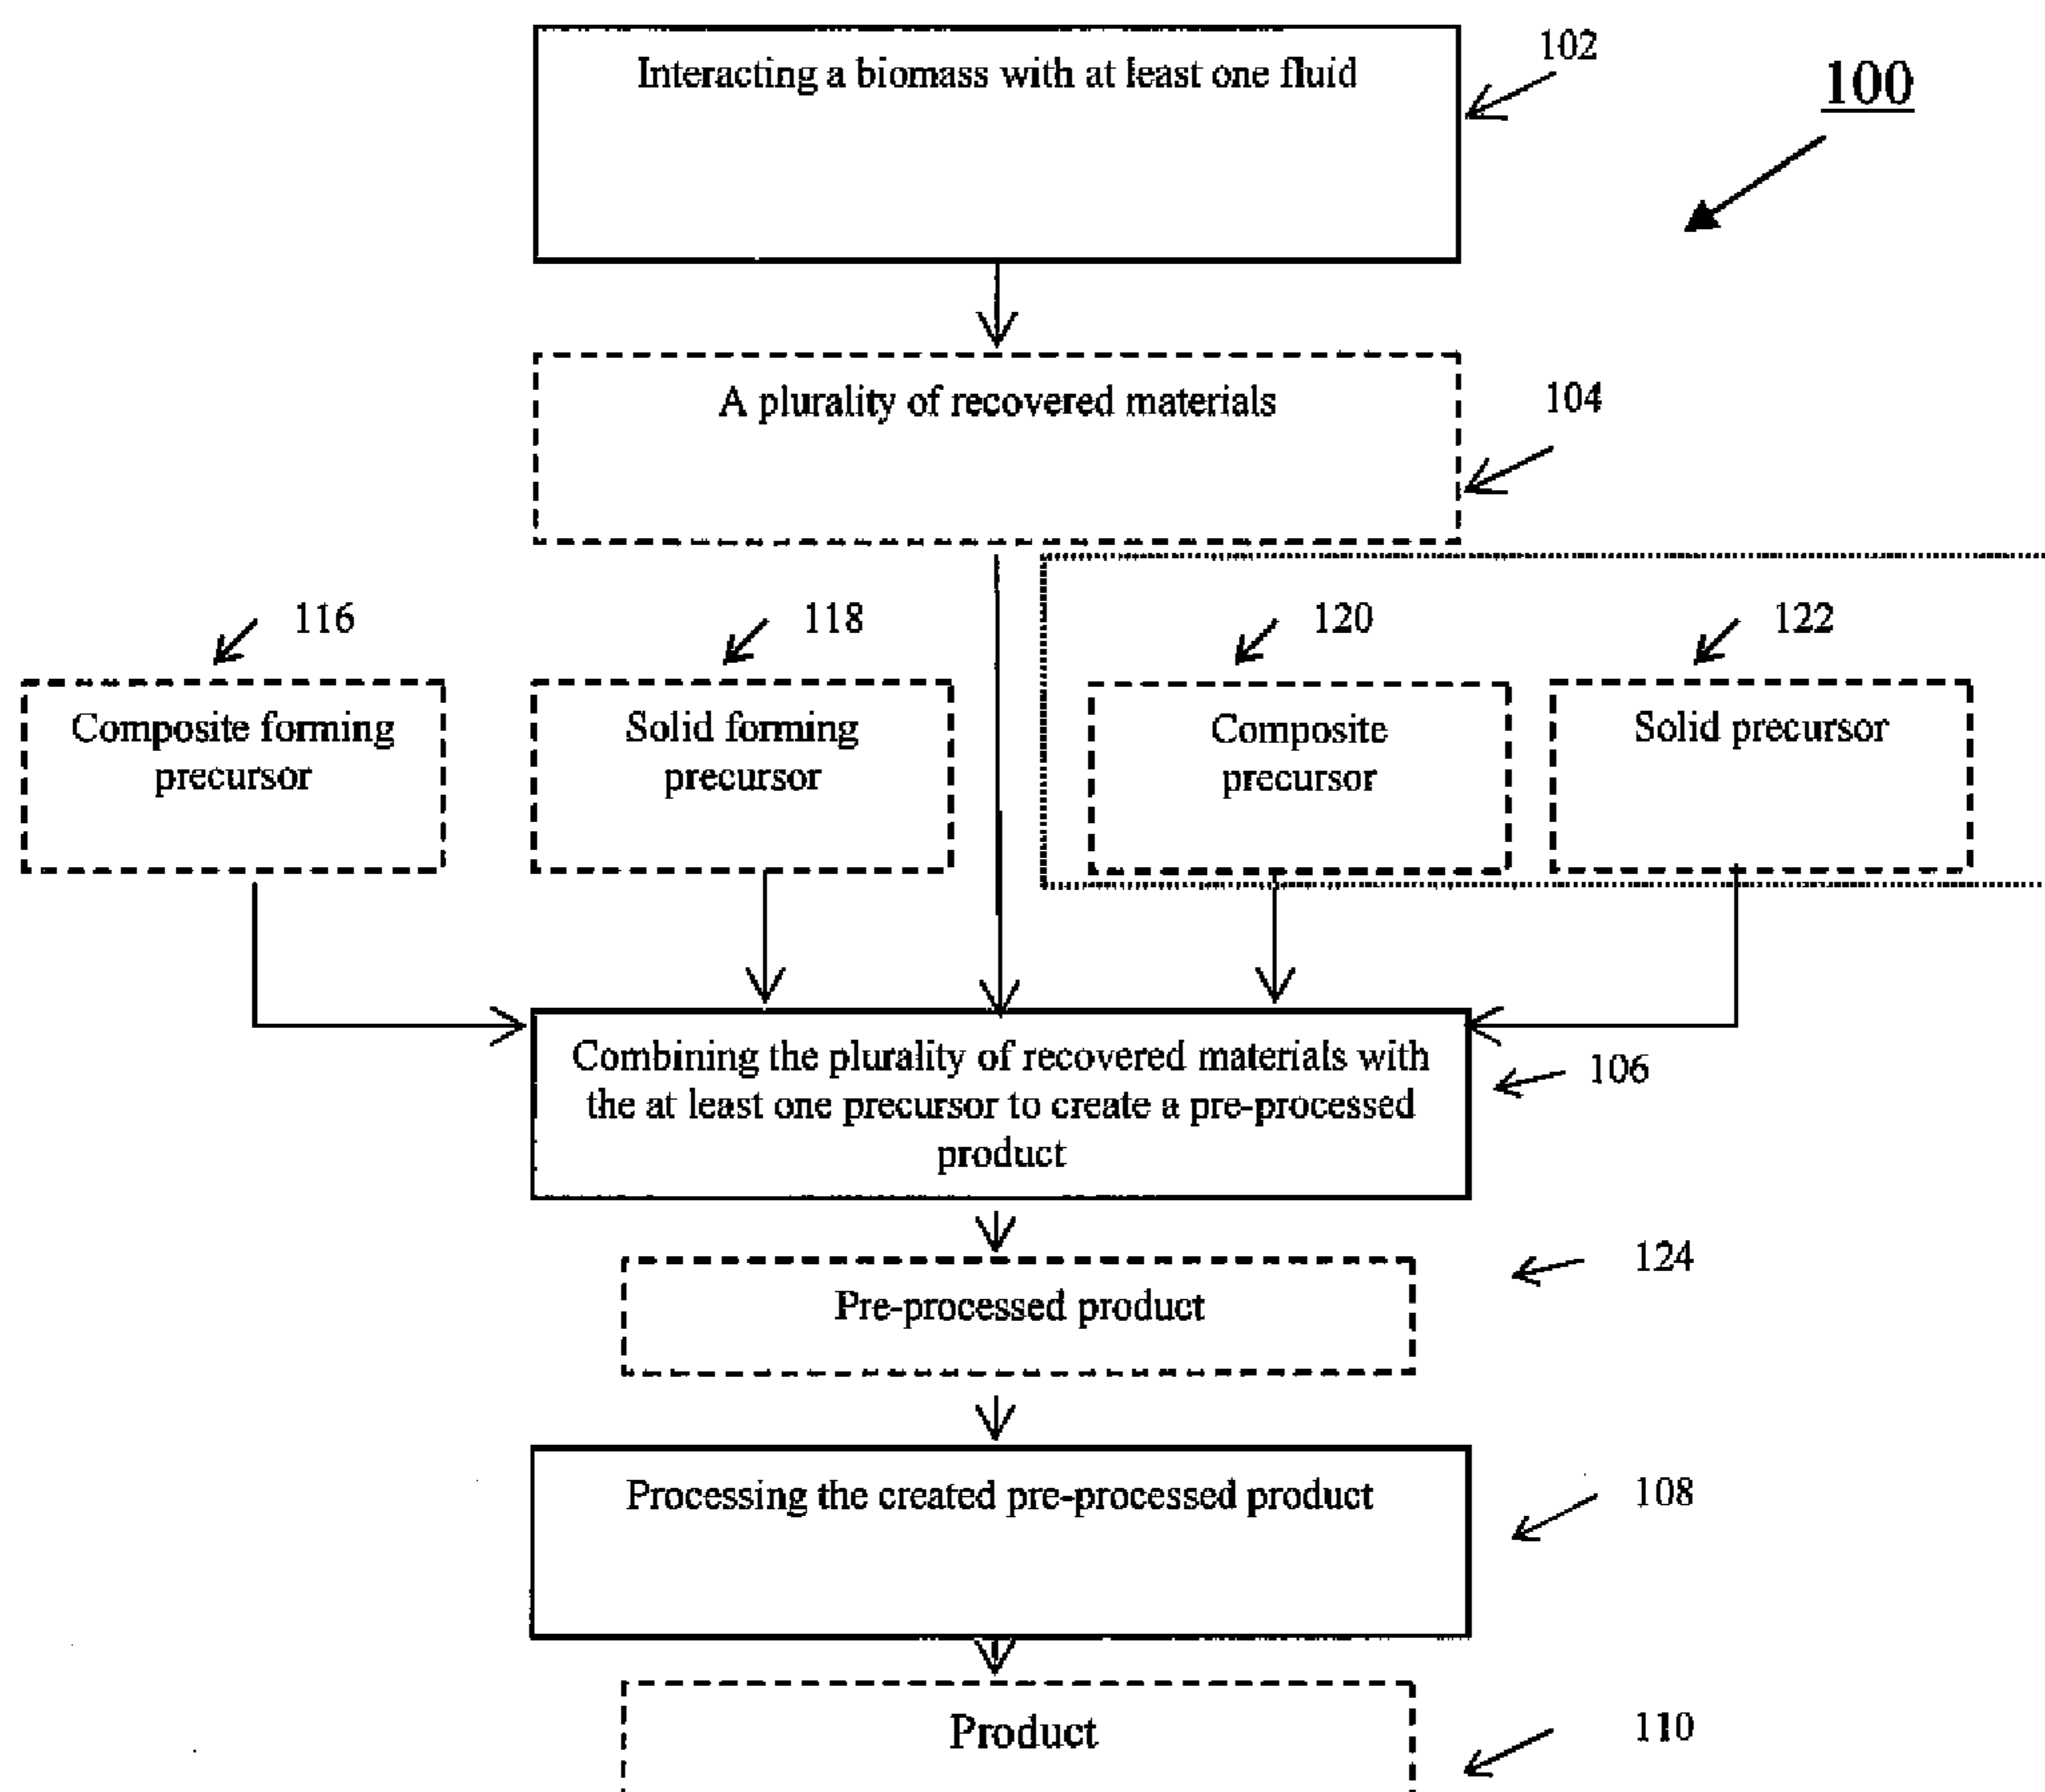 Interacting a biomass with at least one fluid
102
100
A plurality of recovered materials
104
116
118
120
122
Composite forming
precursor
Solid forming
precursor
Composite
precursor
Solid precursor
Combining the plurality of recovered materials with
the at least one precursor to create a pre-processed
product
106
124
Pre-processed product
Processing the created pre-processed product
108
Product
110